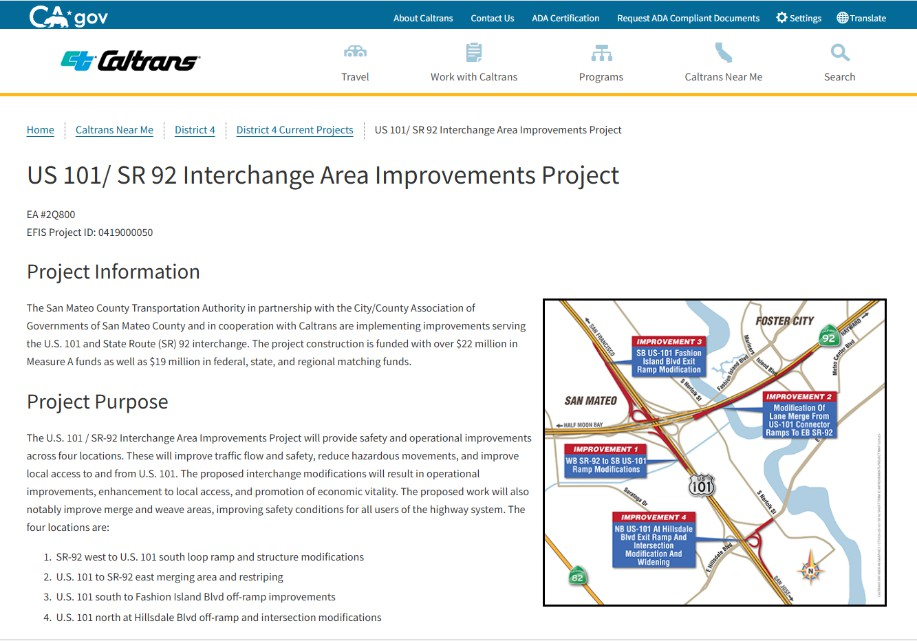 CA.gov
About Caltrans
Contact Us
ADA Certification
Request ADA Compliant Documents
Settings
Translate
Caltrans
Travel
Work with Caltrans
Programs
Caltrans Near Me
Search
Home
Caltrans Near Me
District 4
District 4 Current Projects
US 101/ SR 92 Interchange Area Improvements Project
US 101/ SR 92 Interchange Area Improvements Project
EA #2Q800
EFIS Project ID: 0419000050
Project Information
The San Mateo County Transportation Authority in partnership with the City/County Association of
Governments of San Mateo County and in cooperation with Caltrans are implementing improvements serving
the U.S. 101 and State Route (SR) 92 interchange. The project construction is funded with over $22 million in
Measure A funds as well as $19 million in federal, state, and regional matching funds.
Project Purpose
The U.S. 101 / SR-92 Interchange Area Improvements Project will provide safety and operational improvements
across four locations. These will improve traffic flow and safety, reduce hazardous movements, and improve
local access to and from U.S. 101. The proposed interchange modifications will result in operational
improvements, enhancement to local access, and promotion of economic vitality. The proposed work will also
notably improve merge and weave areas, improving safety conditions for all users of the highway system. The
four locations are:
1. SR-92 west to U.S. 101 south loop ramp and structure modifications
2. U.S. 101 to SR-92 east merging area and restriping
3. U.S. 101 south to Fashion Island Blvd off-ramp improvements
4. U.S. 101 north at Hillsdale Blvd off-ramp and intersection modifications
SAN FRANCISCO
FOSTER CITY
HAYWARD
92
Metro Center Blvd
IMPROVEMENT 3
SB US-101 Fashion
Island Blvd Exit
Ramp Modification
Fashion Island Blvd
S Norfolk St
SAN MATEO
IMPROVEMENT 2
Modification Of
Lane Merge From
US-101 Connector
Ramps To EB SR-92
HALF MOON BAY
IMPROVEMENT 1
WB SR-92 to SB US-101
Ramp Modifications
US
101
Saratoga Dr
S Norfolk St
IMPROVEMENT 4
NB US-101 At Hillsdale
Blvd Exit Ramp And
Intersection
Modification And
Widening
E Hillsdale Blvd
82
SAN JOSE
N